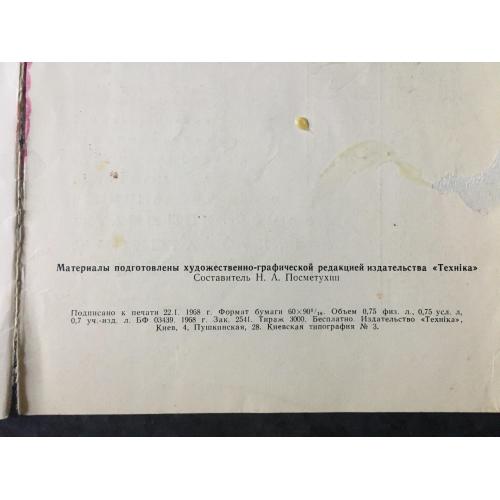 Материалы подготовлены художественно-графической редакцией издательства «Техніка»
Составитель Н. А. Посметухин
Подписано к печати 22.I. 1968 г. Формат бумаги 60×90¹/₁₆. Объем 0,75 физ. л., 0,75 усл. л,
0,7 уч.-изд. л. БФ 03439. 1968 г. Зак. 2541. Тираж 3000. Бесплатно. Издательство «Техніка»,
Киев, 4, Пушкинская, 28. Киевская типография № 3.